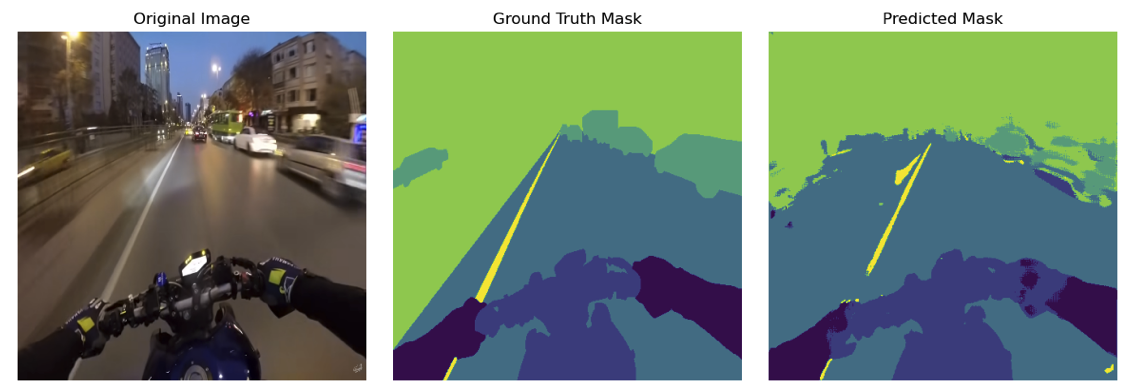 Original Image
Ground Truth Mask
Predicted Mask